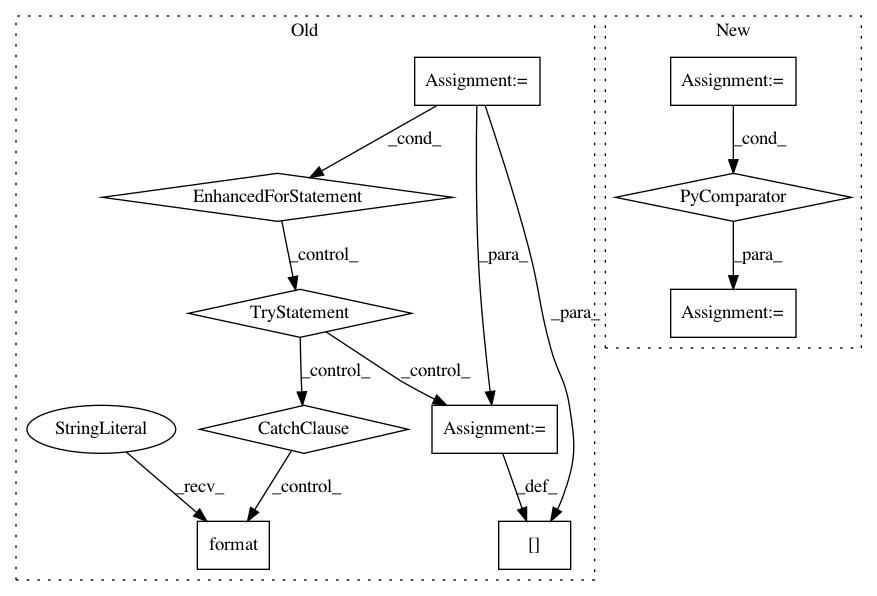 Old
New
Assignment:=
Assignment:=
_cond_
_cond_
EnhancedForStatement
PyComparator
_control_
_para_
_para_
TryStatement
_para_
Assignment:=
_control_
_control_
StringLiteral
CatchClause
Assignment:=
_recv_
_control_
_def_
format
[]